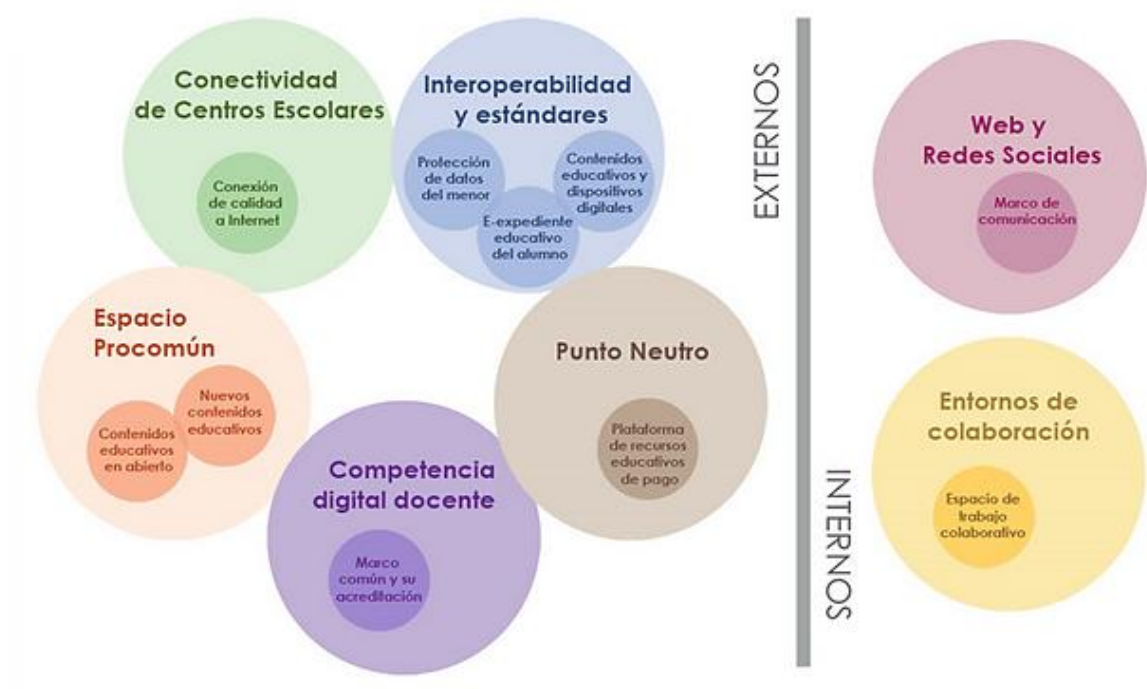 Conectividad
de Centros Escolares
Conexión
de calidad
a Internet
Interoperabilidad
y estándares
Protección
de datos
del menor
Contenidos
educativos y
dispositivos
digitales
E-expediente
educativo
del alumno
Espacio
Procomún
Contenidos
educativos
en abierto
Nuevos
contenidos
educativos
Competencia
digital docente
Marco
común y su
acreditación
Punto Neutro
Plataforma
de recursos
educativos
de pago
EXTERNOS
INTERNOS
Web y
Redes Sociales
Marco de
comunicación
Entornos de
colaboración
Espacio de
trabajo
colaborativo